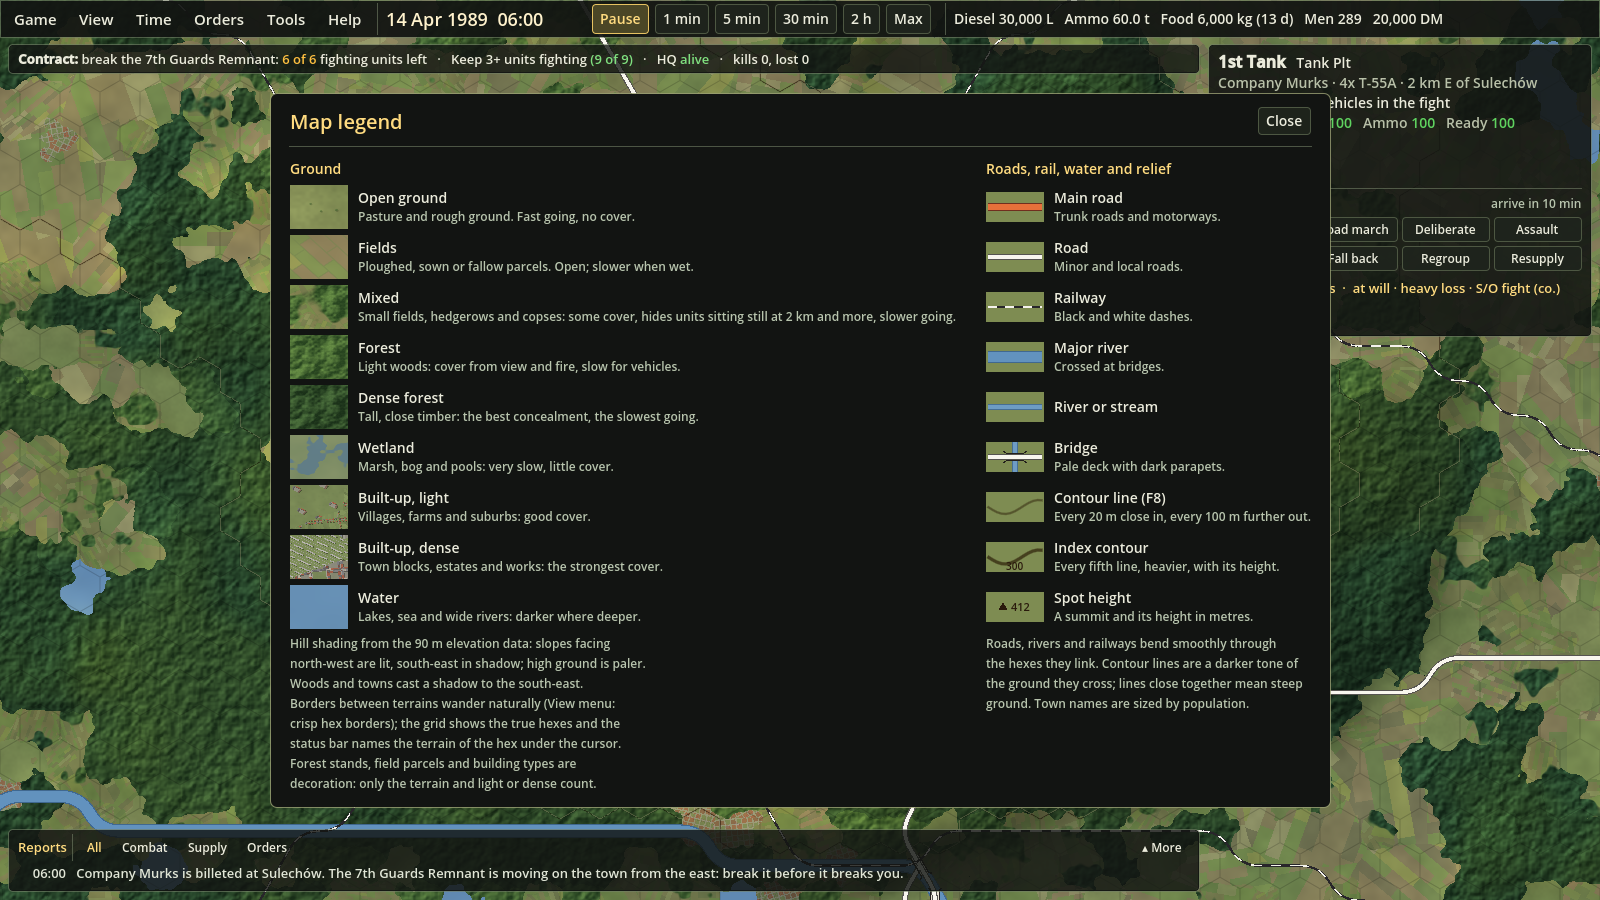 Game View Time Orders Tools Help 14 Apr 1989 06:00 Pause 1 min 5 min 30 min 2 h Max Diesel 30,000 L Ammo 60.0 t Food 6,000 kg (13 d) Men 289 20,000 DM
Contract: break the 7th Guards Remnant: 6 of 6 fighting units left · Keep 3+ units fighting (9 of 9) · HQ alive · kills 0, lost 0
1st Tank Tank Plt
Company Murks · 4x T-55A · 2 km E of Sulechów
ehicles in the fight
100 Ammo 100 Ready 100
arrive in 10 min
oad march Deliberate Assault
Fall back Regroup Resupply
s · at will · heavy loss · S/O fight (co.)
Map legend Close
Ground
Open ground
Pasture and rough ground. Fast going, no cover.
Fields
Ploughed, sown or fallow parcels. Open; slower when wet.
Mixed
Small fields, hedgerows and copses: some cover, hides units sitting still at 2 km and more, slower going.
Forest
Light woods: cover from view and fire, slow for vehicles.
Dense forest
Tall, close timber: the best concealment, the slowest going.
Wetland
Marsh, bog and pools: very slow, little cover.
Built-up, light
Villages, farms and suburbs: good cover.
Built-up, dense
Town blocks, estates and works: the strongest cover.
Water
Lakes, sea and wide rivers: darker where deeper.
Hill shading from the 90 m elevation data: slopes facing
north-west are lit, south-east in shadow; high ground is paler.
Woods and towns cast a shadow to the south-east.
Borders between terrains wander naturally (View menu:
crisp hex borders); the grid shows the true hexes and the
status bar names the terrain of the hex under the cursor.
Forest stands, field parcels and building types are
decoration: only the terrain and light or dense count.
Roads, rail, water and relief
Main road
Trunk roads and motorways.
Road
Minor and local roads.
Railway
Black and white dashes.
Major river
Crossed at bridges.
River or stream
Bridge
Pale deck with dark parapets.
Contour line (F8)
Every 20 m close in, every 100 m further out.
300
Index contour
Every fifth line, heavier, with its height.
412
Spot height
A summit and its height in metres.
Roads, rivers and railways bend smoothly through
the hexes they link. Contour lines are a darker tone of
the ground they cross; lines close together mean steep
ground. Town names are sized by population.
Reports All Combat Supply Orders ▴ More
06:00 Company Murks is billeted at Sulechów. The 7th Guards Remnant is moving on the town from the east: break it before it breaks you.